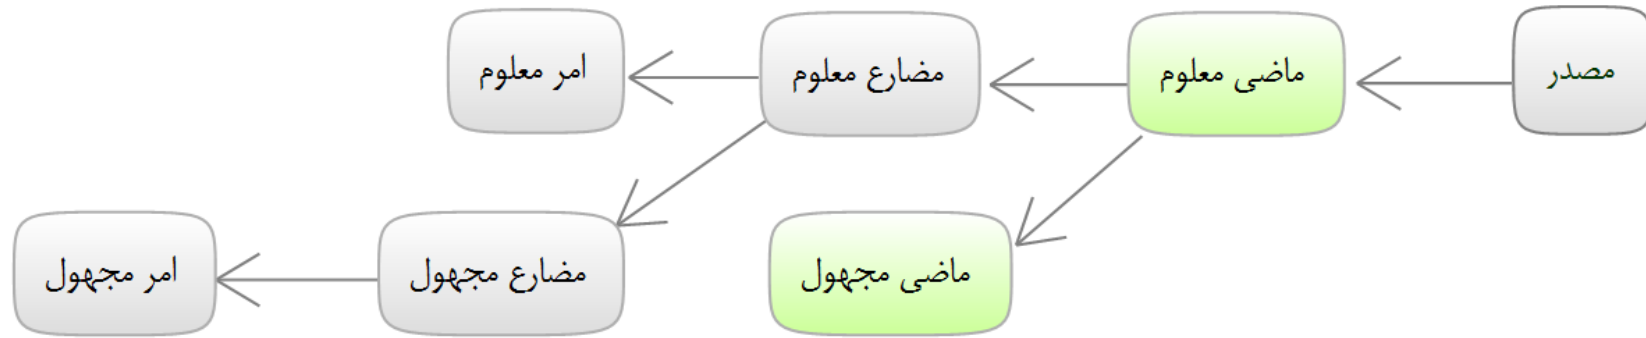 مصدر
ماضی معلوم
مضارع معلوم
امر معلوم
ماضی مجهول
مضارع مجهول
امر مجهول